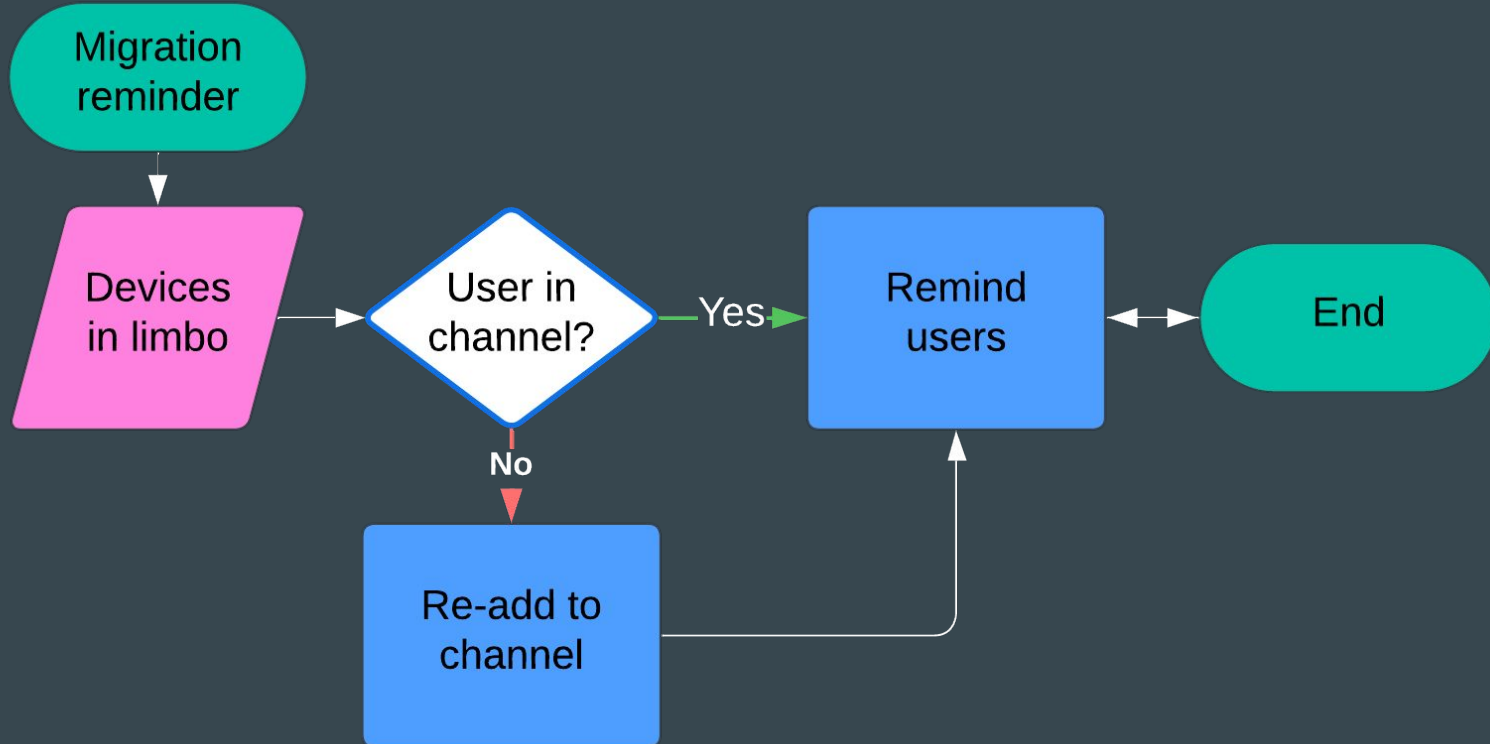 Migration
reminder
Devices
in limbo
User in
channel?
Yes
Remind
users
End
No
Re-add to
channel